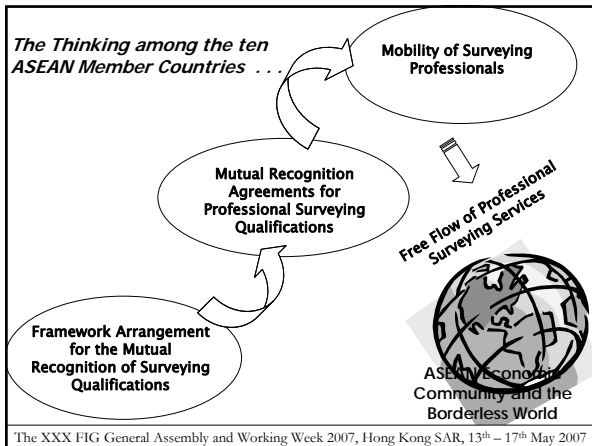 The Thinking among the ten
ASEAN Member Countries . . .
Mobility of Surveying
Professionals
Mutual Recognition
Agreements for
Professional Surveying
Qualifications
Framework Arrangement
for the Mutual
Recognition of Surveying
Qualifications
Free Flow of Professional
Surveying Services
ASEAN Economic
Community and the
Borderless World
The XXX FIG General Assembly and Working Week 2007, Hong Kong SAR, 13th – 17th May 2007